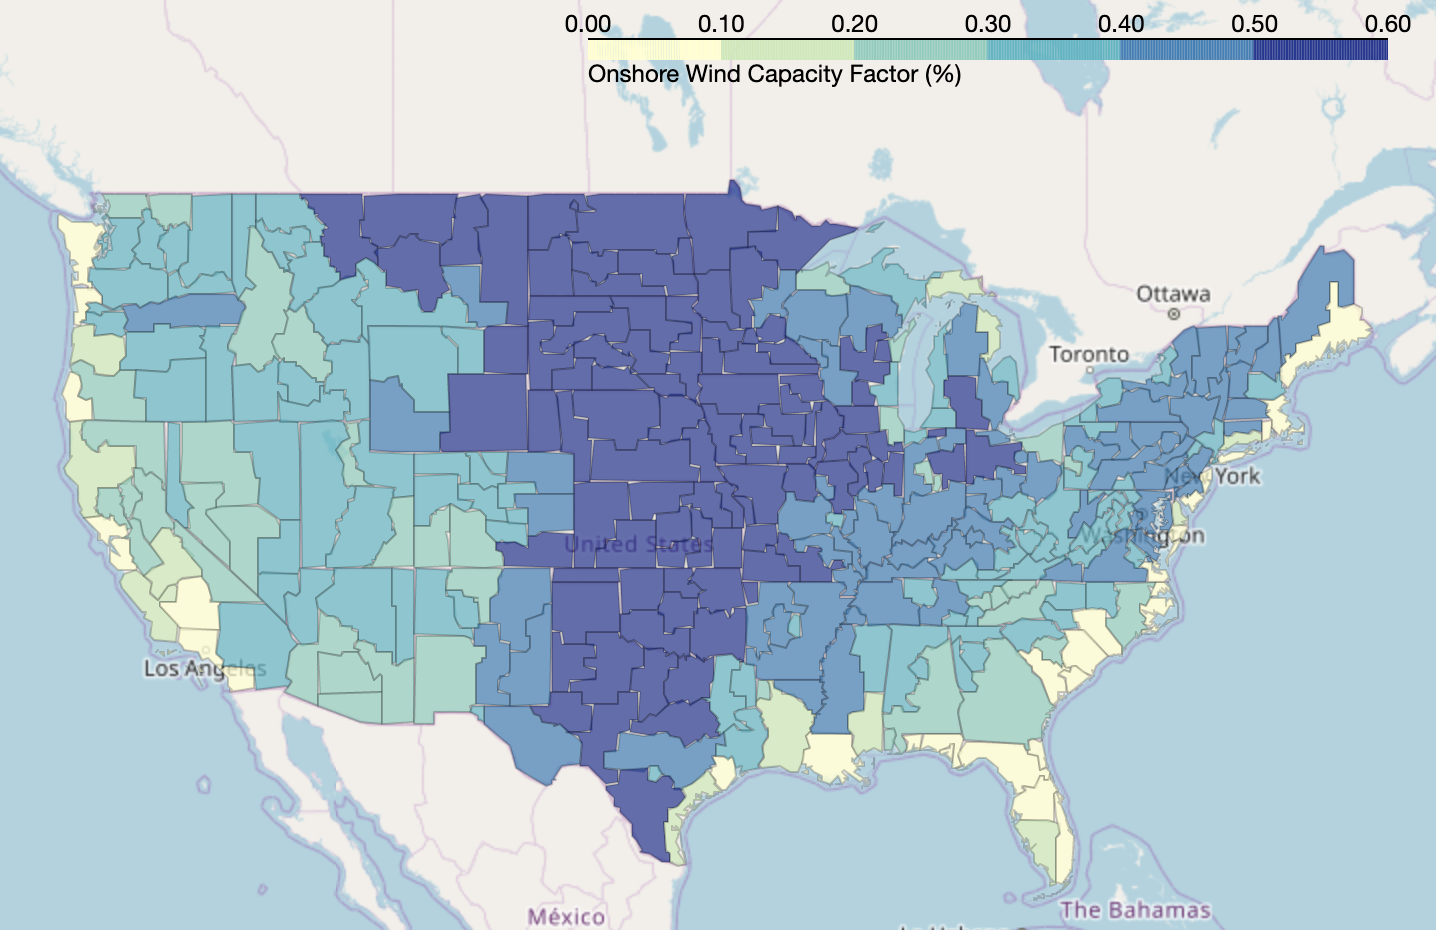 0.00 0.10 0.20 0.30 0.40 0.50 0.60
Onshore Wind Capacity Factor (%)
Ottawa
Toronto
New York
Washington
United States
Los Angeles
México
The Bahamas